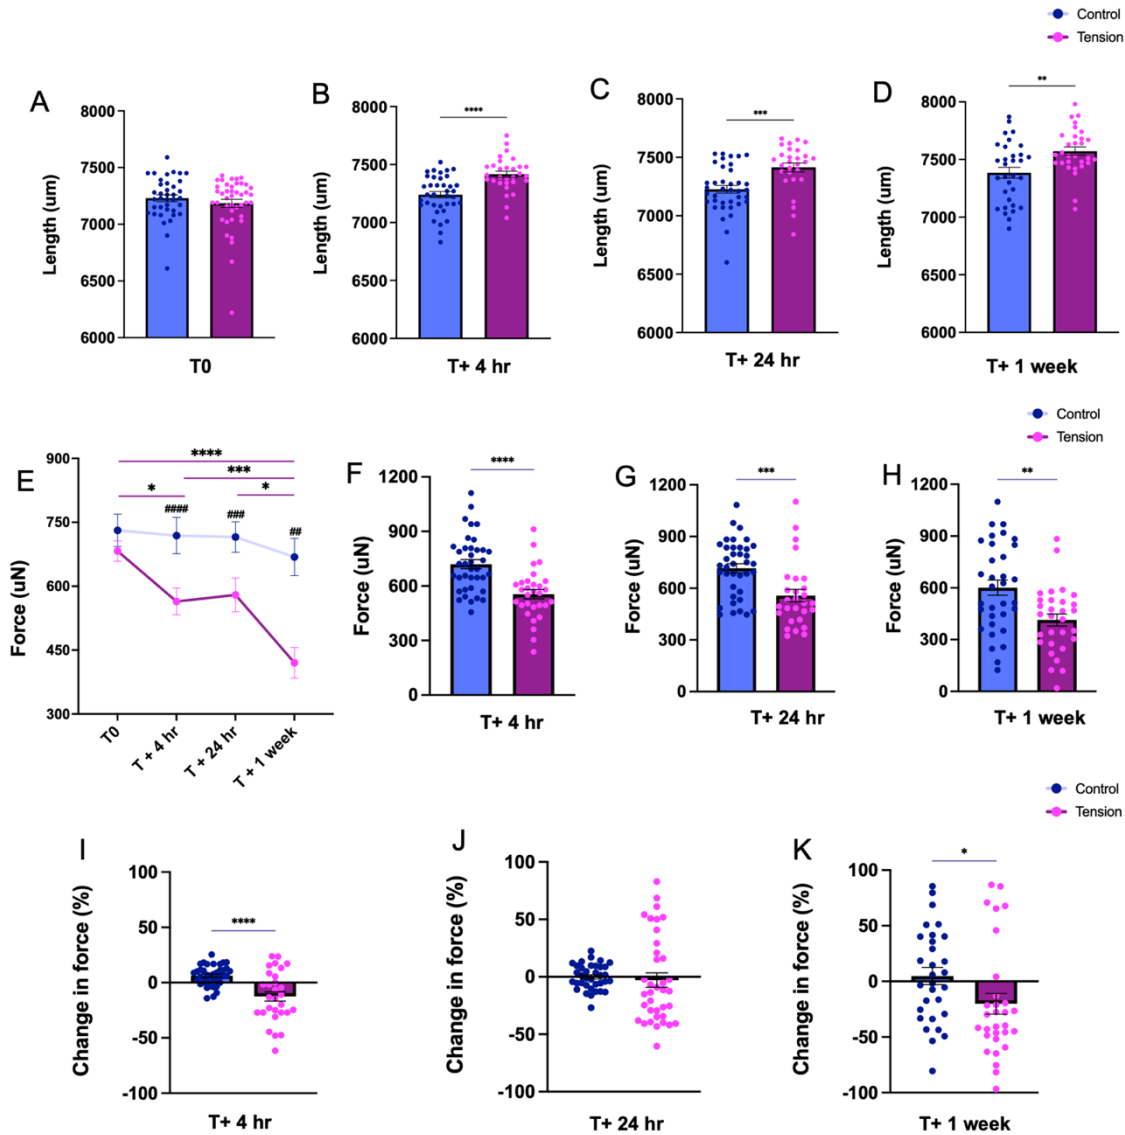 Control
Tension
A
8000
7500
7000
6500
6000
Length (um)
T0
B
****
8000
7500
7000
6500
6000
Length (um)
T+ 4 hr
C
***
8000
7500
7000
6500
6000
Length (um)
T+ 24 hr
D
**
8000
7500
7000
6500
6000
Length (um)
T+ 1 week
Control
Tension
E
900
750
600
450
300
Force (uN)
****
***
*
*
####
###
##
T0
T + 4 hr
T + 24 hr
T + 1 week
F
****
1200
900
600
300
0
Force (uN)
T+ 4 hr
G
***
1200
900
600
300
0
Force (uN)
T+ 24 hr
H
**
1200
900
600
300
0
Force (uN)
T+ 1 week
Control
Tension
I
100
50
0
-50
-100
Change in force (%)
****
T+ 4 hr
J
100
50
0
-50
-100
Change in force (%)
T+ 24 hr
K
*
100
50
0
-50
-100
Change in force (%)
T+ 1 week